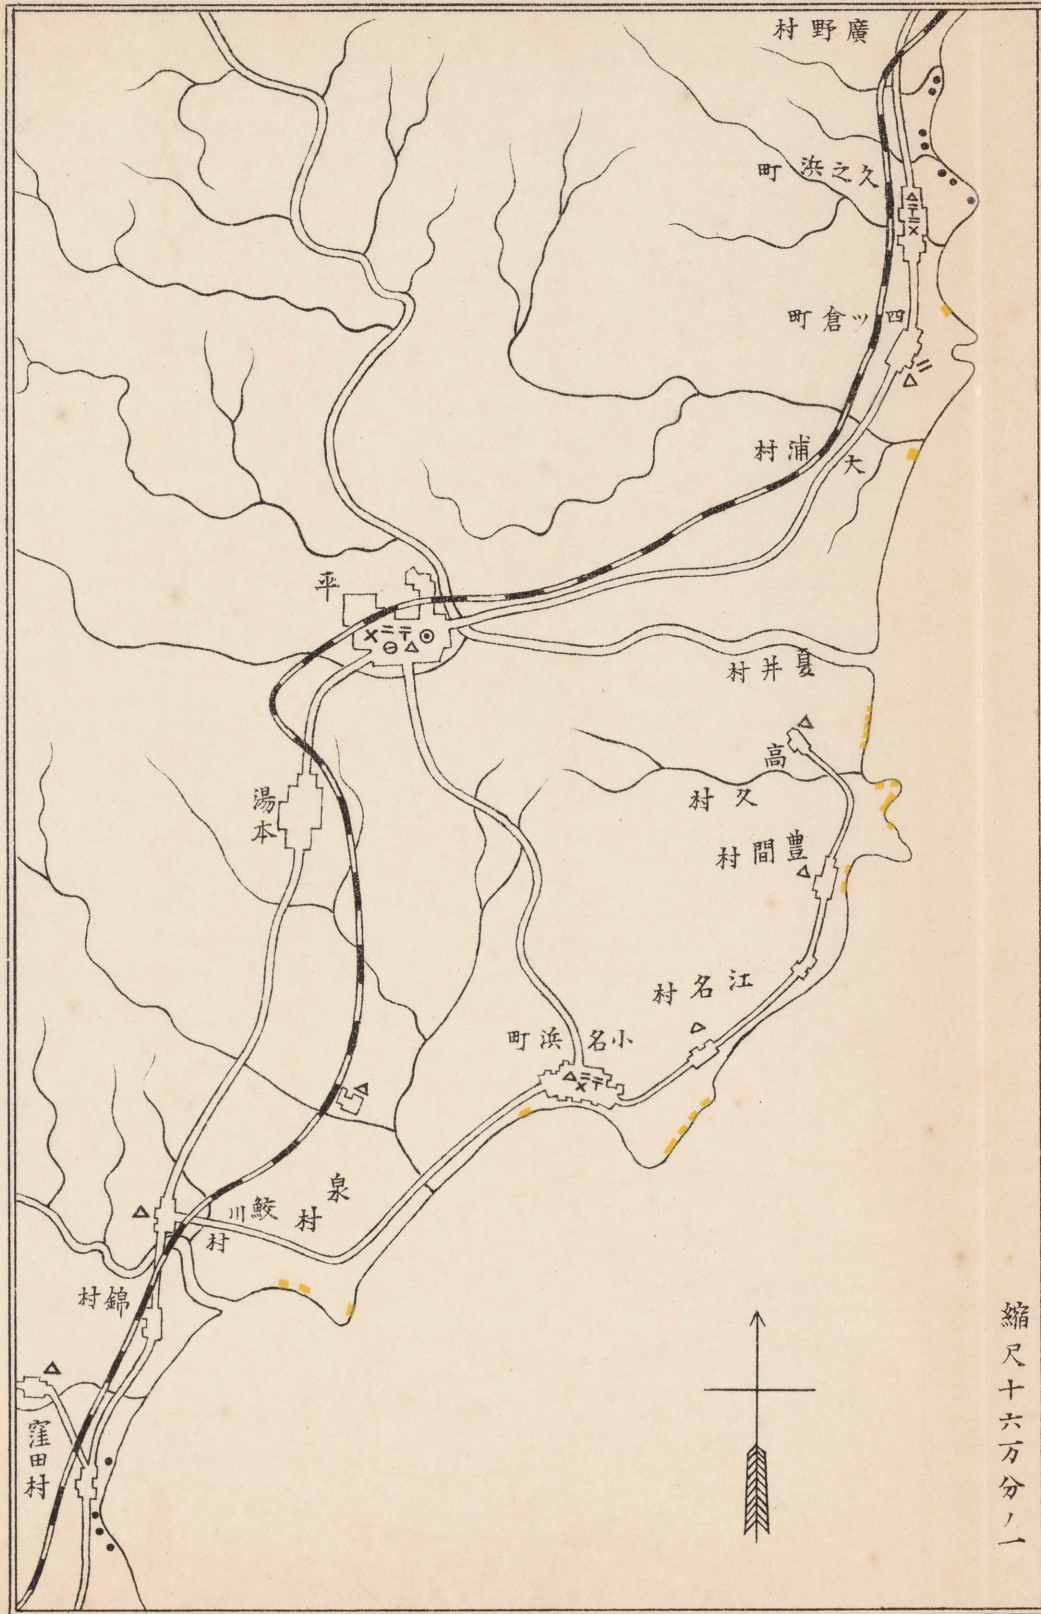 廣野村
久之浜町
四ッ倉町
大浦村
平
夏井村
高久村
湯本
豊間村
江名村
小名浜町
泉村
鮫川村
錦村
窪田村
縮尺十六万分ノ一